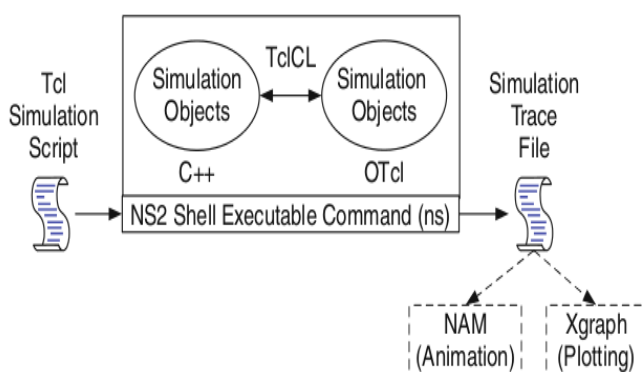 Tcl
Simulation
Script
TclCL
Simulation
Objects
Simulation
Objects
C++
OTcl
NS2 Shell Executable Command (ns)
Simulation
Trace
File
NAM
(Animation)
Xgraph
(Plotting)